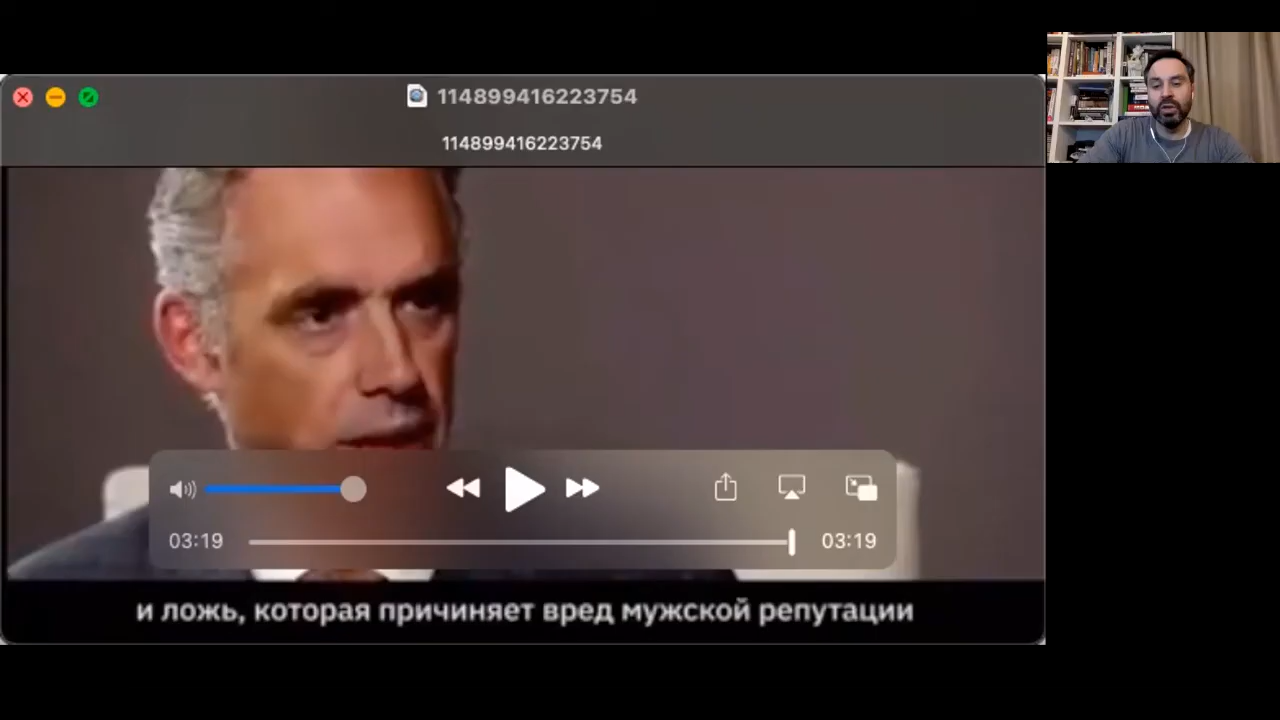 114899416223754
114899416223754
03:19
03:19
и ложь, которая причиняет вред мужской репутации